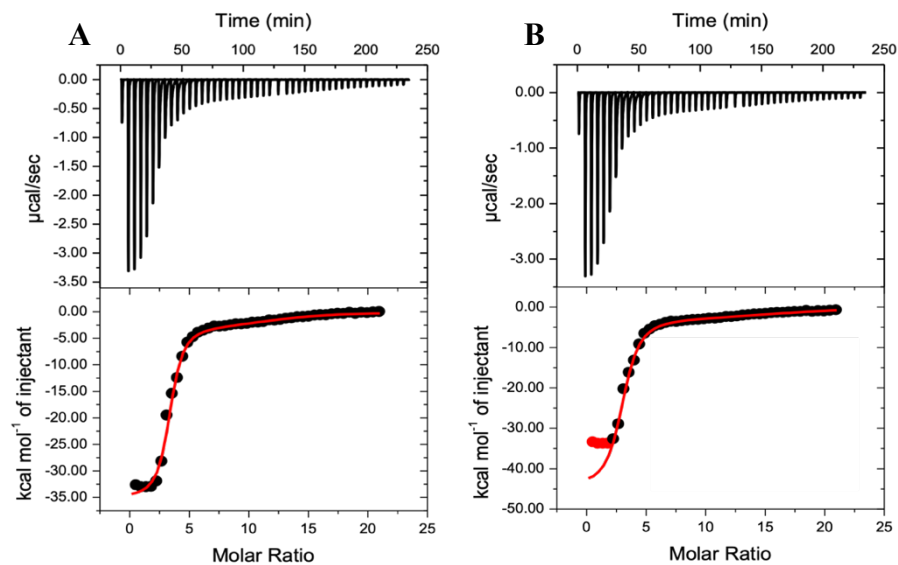 A
Time (min)
0 50 100 150 200 250
0.00
-0.50
-1.00
-1.50
-2.00
-2.50
-3.00
-3.50
µcal/sec
0.00
-5.00
-10.00
-15.00
-20.00
-25.00
-30.00
-35.00
kcal mol⁻¹ of injectant
0 5 10 15 20 25
Molar Ratio
B
Time (min)
0 50 100 150 200 250
0.00
-1.00
-2.00
-3.00
µcal/sec
0.00
-10.00
-20.00
-30.00
-40.00
-50.00
kcal mol⁻¹ of injectant
0 5 10 15 20 25
Molar Ratio